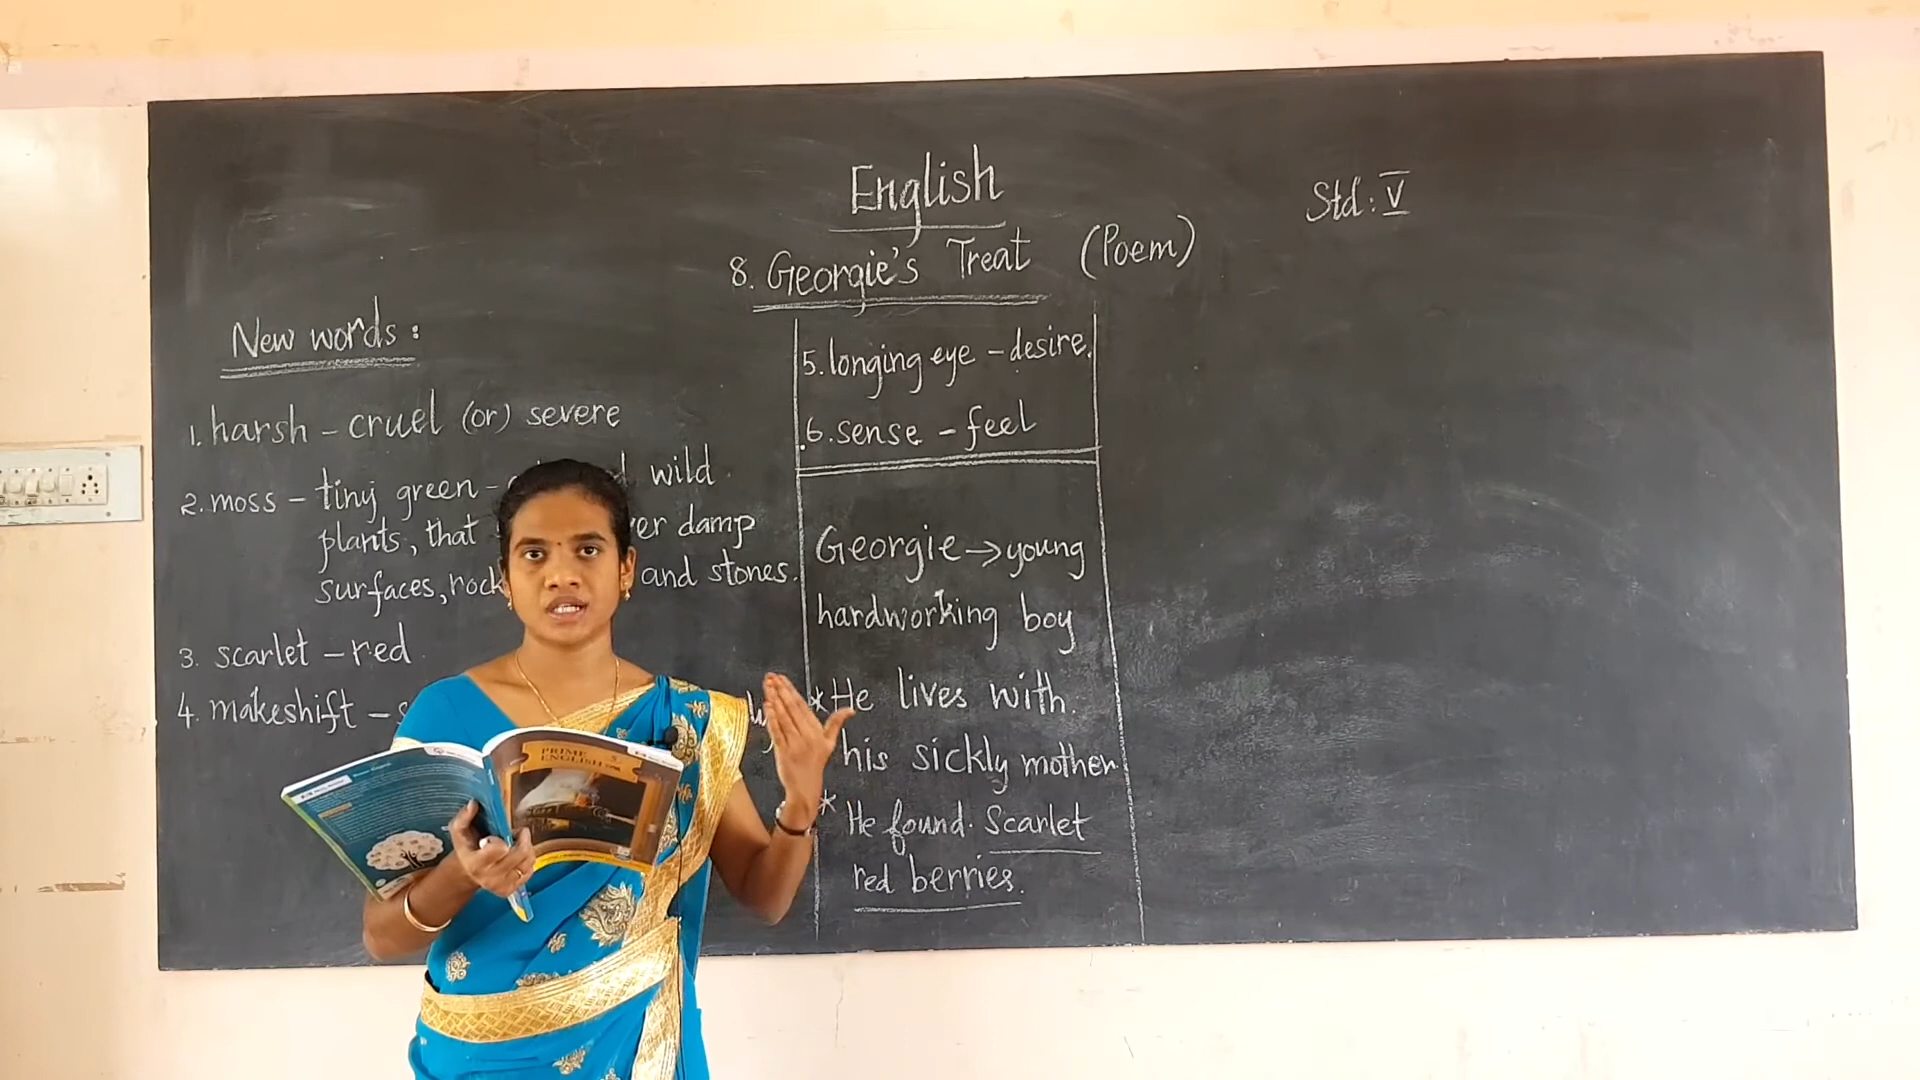 English
Std: V
8. Georgie's Treat (Poem)
New words:
1. harsh - cruel (or) severe
2. moss - tiny green - wild
plants, that damp
surfaces, and stones.
3. scarlet - red
4. makeshift -
5. longing eye - desire.
6. sense - feel
Georgie → young
hardworking boy
* He lives with
his sickly mother
* He found Scarlet
red berries.
PRIME
ENGLISH